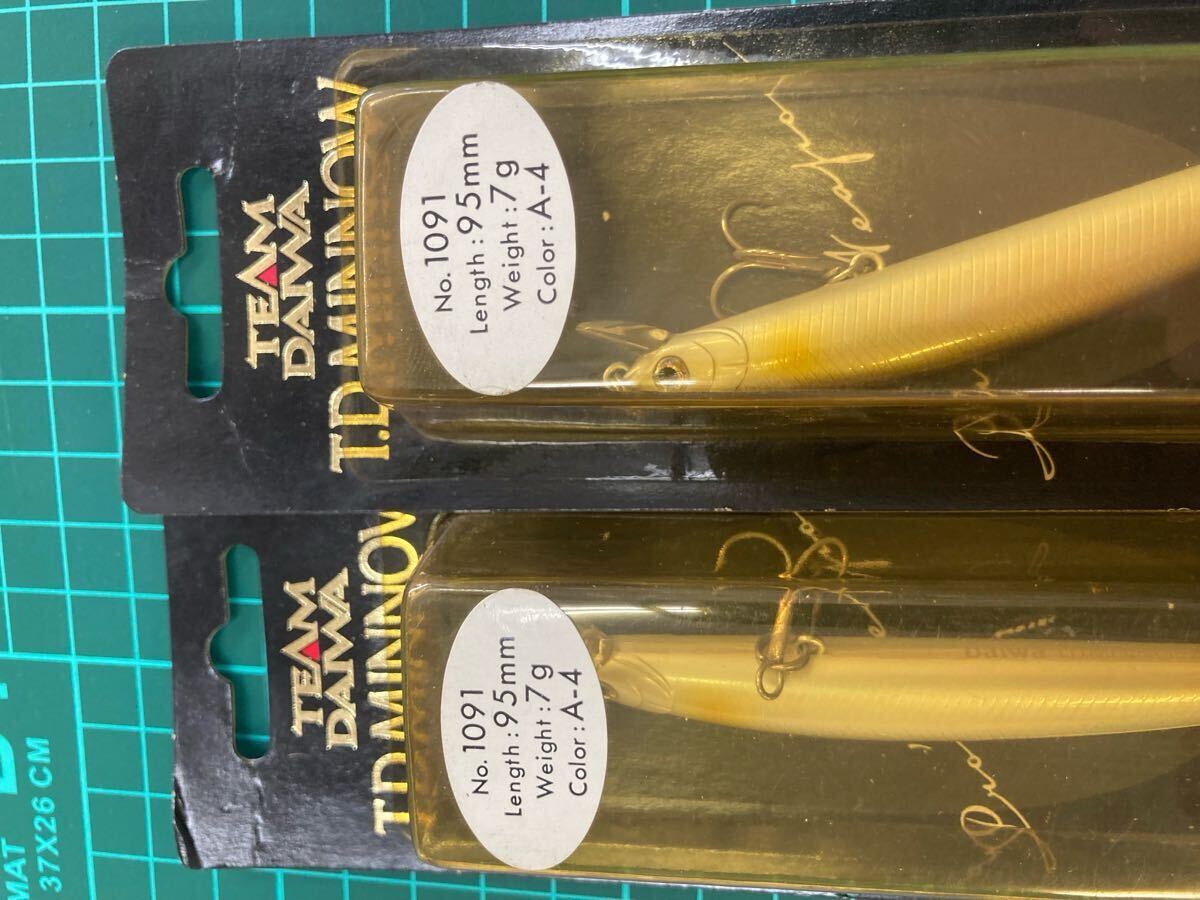 TEAM
DAIWA
T.D.MINNOW
No. 1091
Length : 95mm
Weight : 7g
Color : A-4
TEAM
DAIWA
T.D.MINNOW
No. 1091
Length : 95mm
Weight : 7g
Color : A-4
Daiwa
MAT
37X26 CM